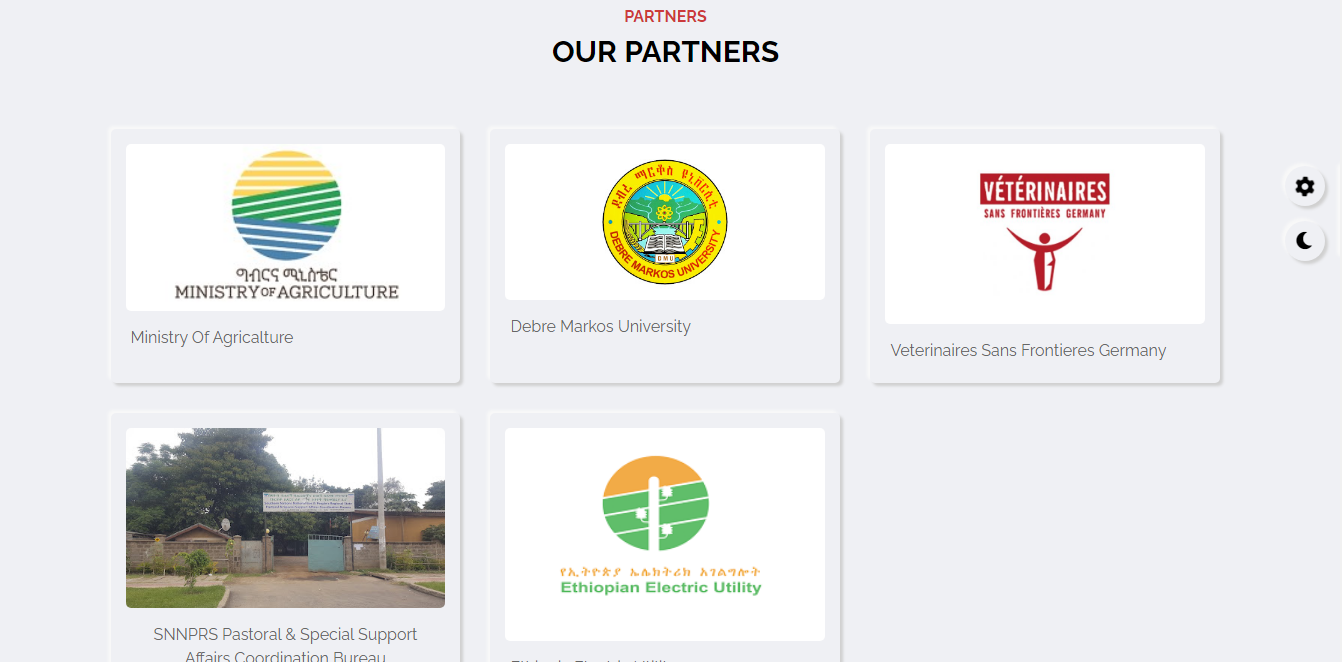 PARTNERS
OUR PARTNERS
ግብርና ሚኒስቴር
MINISTRY OF AGRICULTURE
Ministry Of Agricalture
ደብረ ማርቆስ ዩኒቨርሲቲ
DMU
DEBRE MARKOS UNIVERSITY
Debre Markos University
VÉTÉRINAIRES
SANS FRONTIÈRES GERMANY
Veterinaires Sans Frontieres Germany
SNNPRS Pastoral & Special Support
Affairs Coordination Bureau
የኢትዮጵያ ኤሌክትሪክ አገልግሎት
Ethiopian Electric Utility